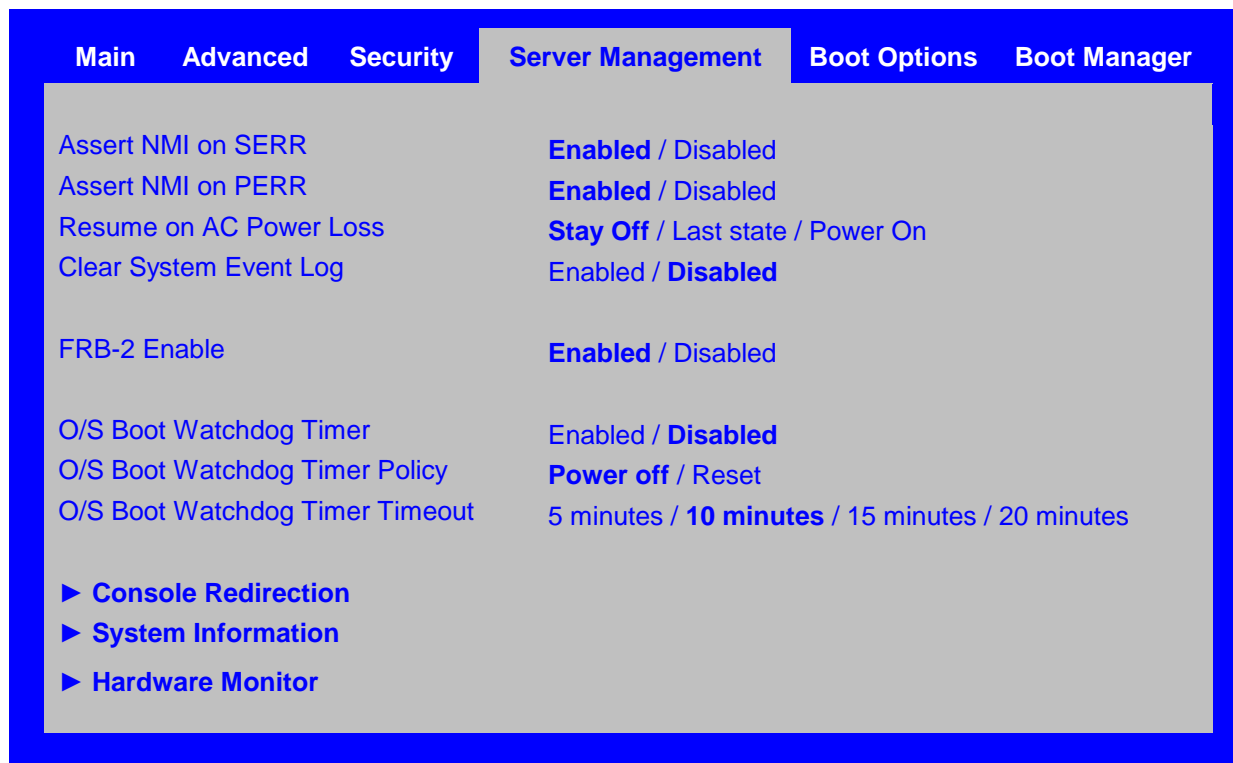 Main Advanced Security Server Management Boot Options Boot Manager
Assert NMI on SERR Enabled / Disabled
Assert NMI on PERR Enabled / Disabled
Resume on AC Power Loss Stay Off / Last state / Power On
Clear System Event Log Enabled / Disabled
FRB-2 Enable Enabled / Disabled
O/S Boot Watchdog Timer Enabled / Disabled
O/S Boot Watchdog Timer Policy Power off / Reset
O/S Boot Watchdog Timer Timeout 5 minutes / 10 minutes / 15 minutes / 20 minutes
► Console Redirection
► System Information
► Hardware Monitor